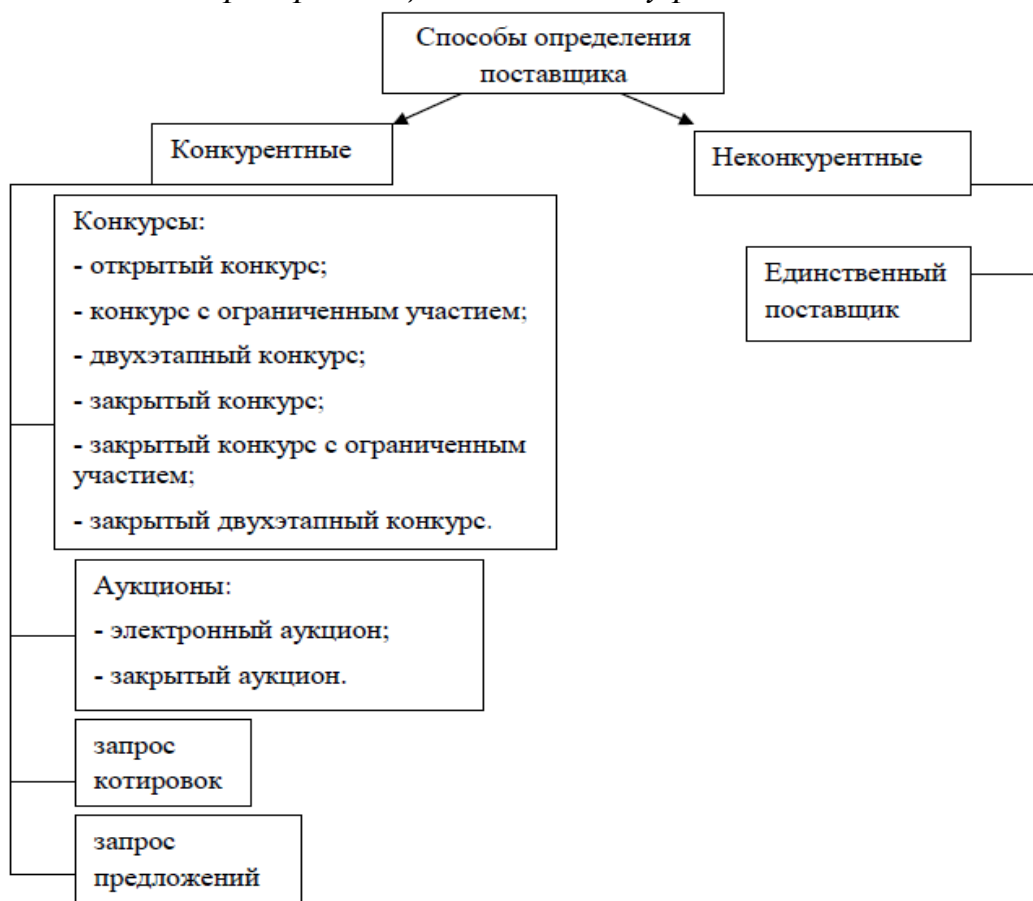 Способы определения
поставщика
Конкурентные
Неконкурентные
Конкурсы:
- открытый конкурс;
- конкурс с ограниченным участием;
- двухэтапный конкурс;
- закрытый конкурс;
- закрытый конкурс с ограниченным
участием;
- закрытый двухэтапный конкурс.
Единственный
поставщик
Аукционы:
- электронный аукцион;
- закрытый аукцион.
запрос
котировок
запрос
предложений